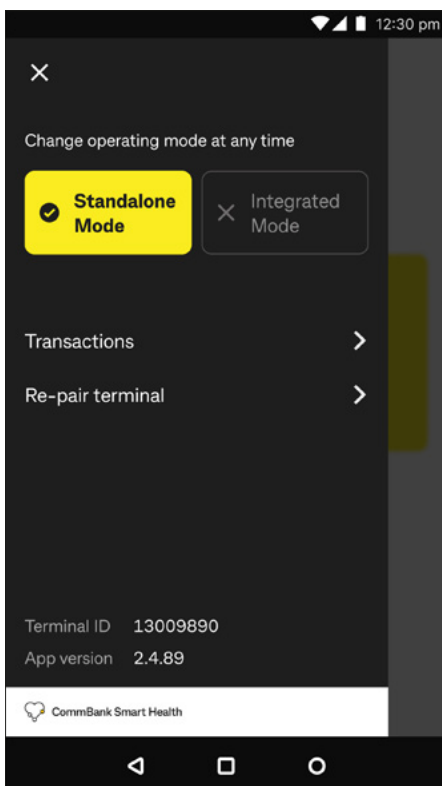 12:30 pm
Change operating mode at any time
Standalone
Mode
Integrated
Mode
Transactions
Re-pair terminal
Terminal ID 13009890
App version 2.4.89
CommBank Smart Health